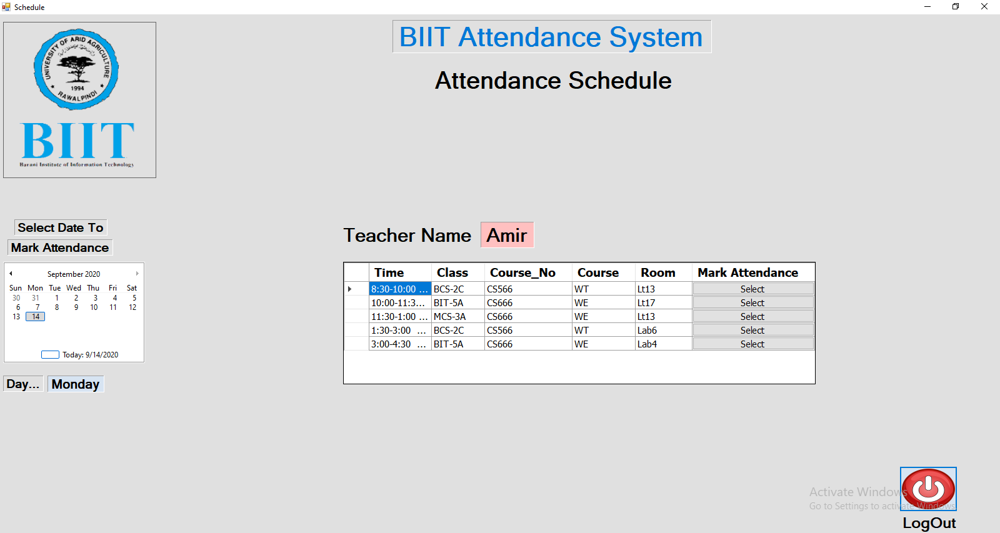 Schedule
UNIVERSITY OF ARID AGRICULTURE
1994
RAWALPINDI
BIIT
Barani Institute of Information Technology
BIIT Attendance System
Attendance Schedule
Select Date To
Mark Attendance
September 2020
Sun Mon Tue Wed Thu Fri Sat
30 31 1 2 3 4 5
6 7 8 9 10 11 12
13 14
Today: 9/14/2020
Day... Monday
Teacher Name Amir
Time Class Course_No Course Room Mark Attendance
8:30-10:00 ... BCS-2C CS566 WT Lt13 Select
10:00-11:3... BIT-5A CS666 WE Lt17 Select
11:30-1:00 ... MCS-3A CS666 WE Lt13 Select
1:30-3:00 ... BCS-2C CS566 WT Lab6 Select
3:00-4:30 ... BIT-5A CS666 WE Lab4 Select
Activate Windows
Go to Settings to activate Windows.
LogOut